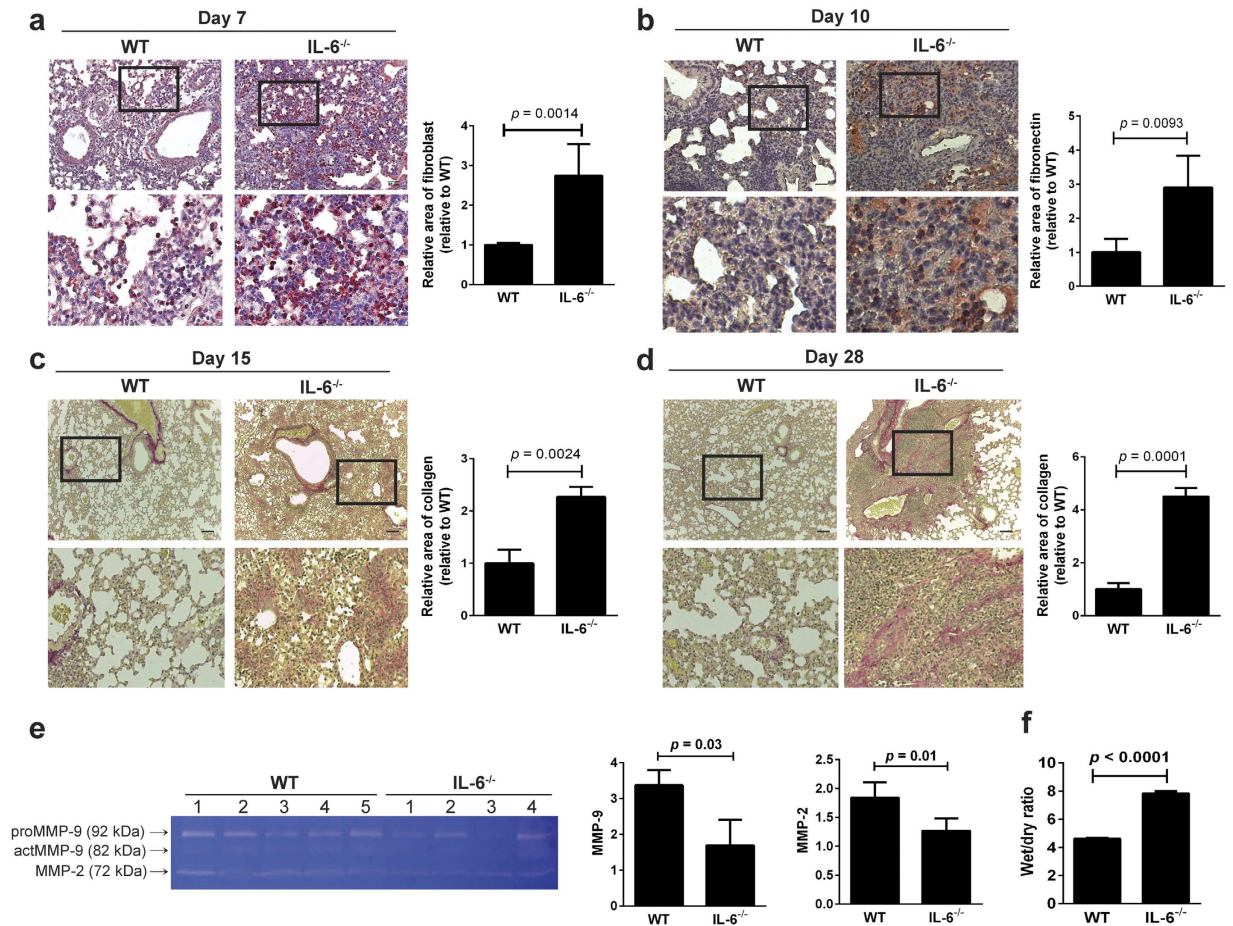 a
Day 7
WT
IL-6-/-
Relative area of fibroblast
(relative to WT)
4
3
2
1
0
p = 0.0014
WT
IL-6-/-
b
Day 10
WT
IL-6-/-
Relative area of fibronectin
(relative to WT)
5
4
3
2
1
0
p = 0.0093
WT
IL-6-/-
c
Day 15
WT
IL-6-/-
Relative area of collagen
(relative to WT)
3
2
1
0
p = 0.0024
WT
IL-6-/-
d
Day 28
WT
IL-6-/-
Relative area of collagen
(relative to WT)
6
4
2
0
p = 0.0001
WT
IL-6-/-
e
WT
IL-6-/-
1 2 3 4 5 1 2 3 4
proMMP-9 (92 kDa)→
actMMP-9 (82 kDa)→
MMP-2 (72 kDa)→
MMP-9
4
3
2
1
0
p = 0.03
WT
IL-6-/-
MMP-2
2.5
2.0
1.5
1.0
0.5
0.0
p = 0.01
WT
IL-6-/-
f
Wet/dry ratio
10
8
6
4
2
0
p < 0.0001
WT
IL-6-/-